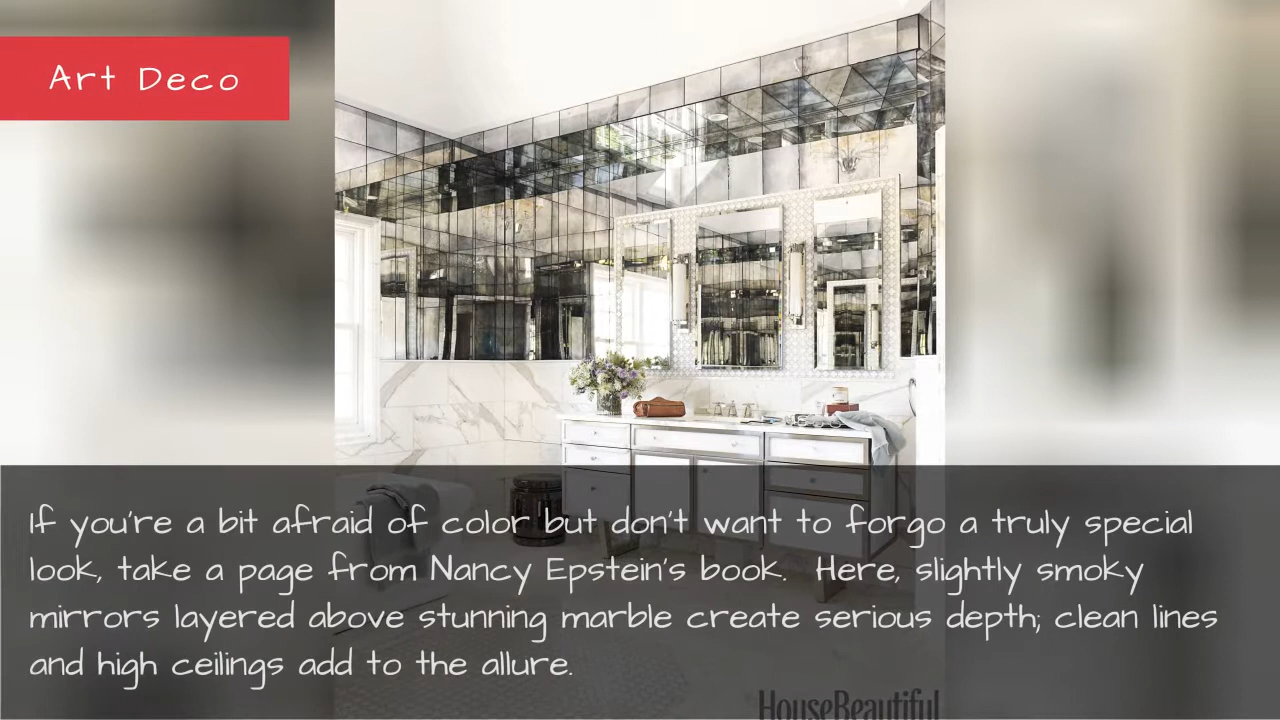 Art Deco
If you're a bit afraid of color but don't want to forgo a truly special
look, take a page from Nancy Epstein's book.  Here, slightly smoky
mirrors layered above stunning marble create serious depth; clean lines
and high ceilings add to the allure.
HouseBeautiful